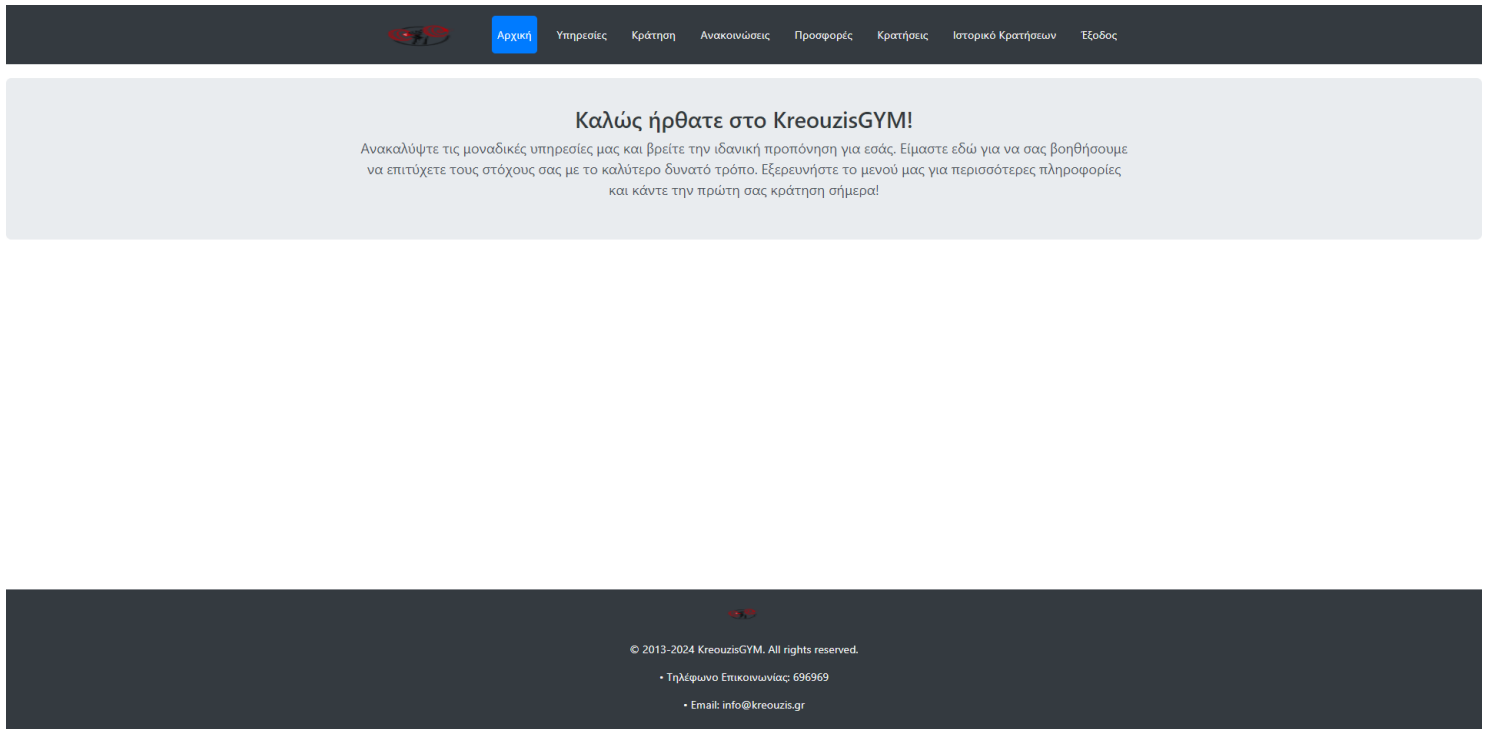 Αρχική Υπηρεσίες Κράτηση Ανακοινώσεις Προσφορές Κρατήσεις Ιστορικό Κρατήσεων Έξοδος
Καλώς ήρθατε στο KreouzisGYM!
Ανακαλύψτε τις μοναδικές υπηρεσίες μας και βρείτε την ιδανική προπόνηση για εσάς. Είμαστε εδώ για να σας βοηθήσουμε
να επιτύχετε τους στόχους σας με το καλύτερο δυνατό τρόπο. Εξερευνήστε το μενού μας για περισσότερες πληροφορίες
και κάντε την πρώτη σας κράτηση σήμερα!
© 2013-2024 KreouzisGYM. All rights reserved.
• Τηλέφωνο Επικοινωνίας: 696969
• Email: info@kreouzis.gr